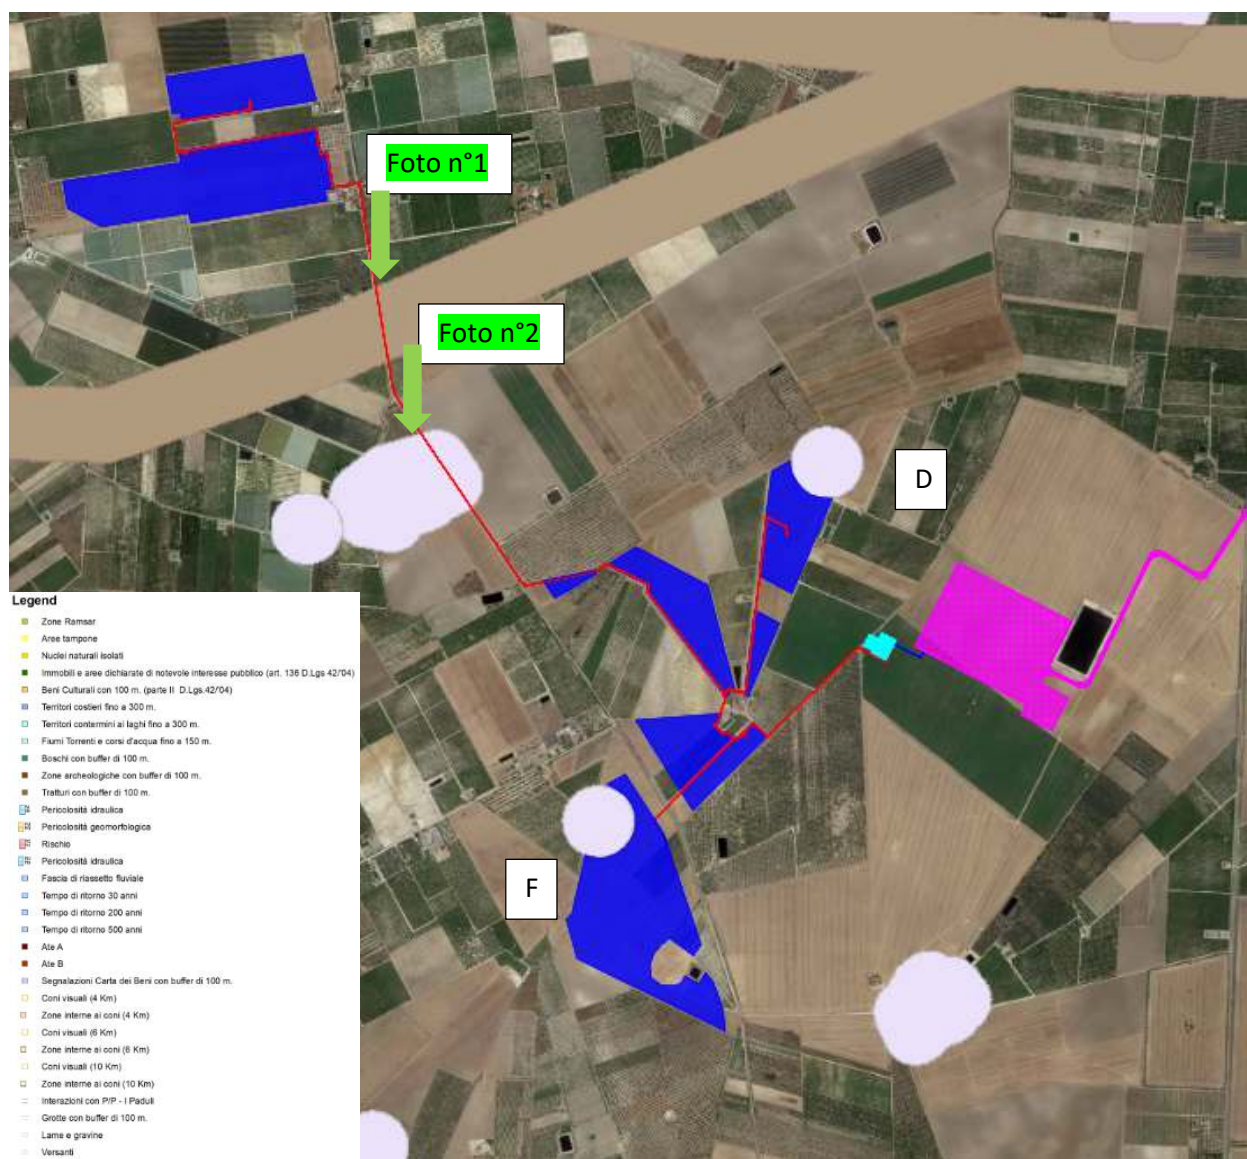 Foto n°1
Foto n°2
D
F
Legend
Zone Ramsar
Aree tampone
Nuclei naturali isolati
Immobili e aree dichiarate di notevole interesse pubblico (art. 136 D.Lgs 42/'04)
Beni Culturali con 100 m. (parte II D.Lgs.42/'04)
Territori costieri fino a 300 m.
Territori contermini ai laghi fino a 300 m.
Fiumi Torrenti e corsi d'acqua fino a 150 m.
Boschi con buffer di 100 m.
Zone archeologiche con buffer di 100 m.
Tratturi con buffer di 100 m.
Pericolosità idraulica
Pericolosità geomorfologica
Rischio
Pericolosità idraulica
Fascia di riassetto fluviale
Tempo di ritorno 30 anni
Tempo di ritorno 200 anni
Tempo di ritorno 500 anni
Ate A
Ate B
Segnalazioni Carta dei Beni con buffer di 100 m.
Coni visuali (4 Km)
Zone interne ai coni (4 Km)
Coni visuali (6 Km)
Zone interne ai coni (6 Km)
Coni visuali (10 Km)
Zone interne ai coni (10 Km)
Interazioni con P/P - I Paduli
Grotte con buffer di 100 m.
Lame e gravine
Versanti